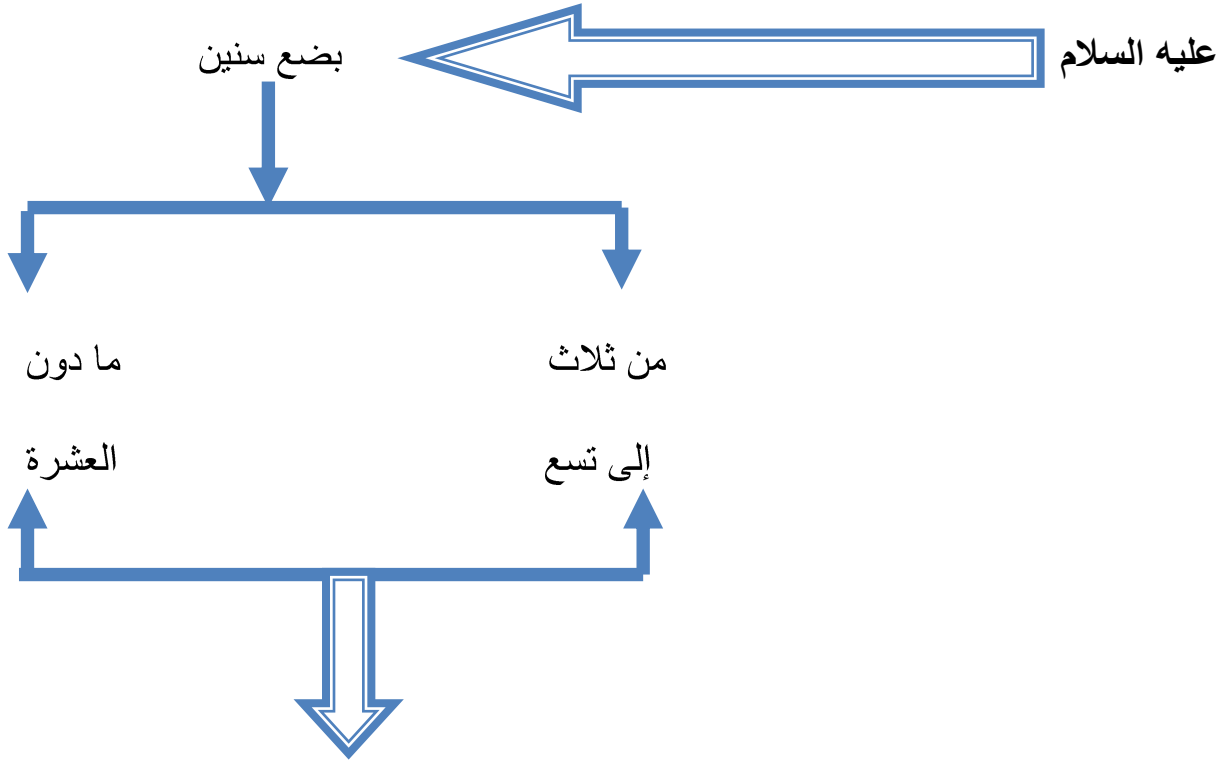 عليه السلام
بضع سنين
من ثلاث
إلى تسع
ما دون
العشرة